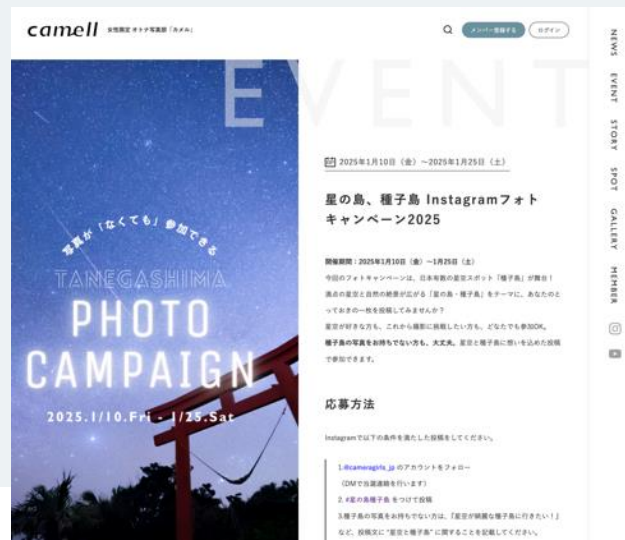 camell 女性限定 オトナ写真部「カメル」
メンバー登録する
ログイン
EVENT
写真が「なくても」参加できる
TANEGASHIMA
PHOTO
CAMPAIGN
2025.1/10.Fri - 1/25.Sat
2025年1月10日（金）〜2025年1月25日（土）
星の島、種子島 Instagramフォト
キャンペーン2025
開催期間：2025年1月10日（金）〜1月25日（土）
今回のフォトキャンペーンは、日本有数の星空スポット「種子島」が舞台！
満点の星空と自然の絶景が広がる「星の島・種子島」をテーマに、あなたのと
っておきの一枚を投稿してみませんか？
星空が好きな方も、これから撮影に挑戦したい方も、どなたでも参加OK。
種子島の写真をお持ちでない方も、大丈夫。星空と種子島に想いを込めた投稿
で参加できます。
応募方法
Instagramで以下の条件を満たした投稿をしてください。
1.@cameragirls_jp のアカウントをフォロー
（DMで当選連絡を行います）
2. #星の島種子島 をつけて投稿
3.種子島の写真をお持ちでない方は、『星空が綺麗な種子島に行きたい！』
など、投稿文に "星空と種子島" に関することを記載してください。
NEWS
EVENT
STORY
SPOT
GALLERY
MEMBER